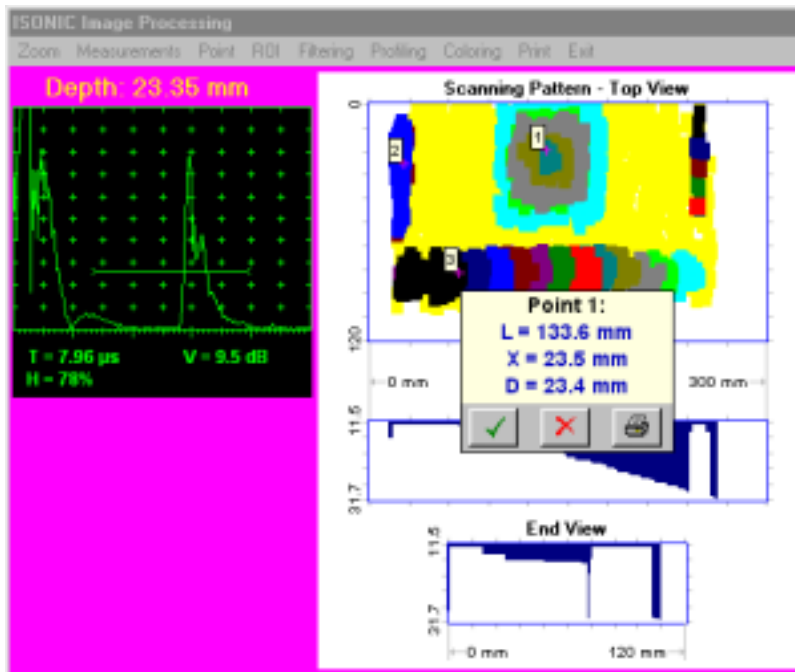 ISONIC Image Processing
Zoom Measurements Point ROI Filtering Profiling Coloring Print Exit
Depth: 23.35 mm
T = 7.96 µs V = 9.5 dB
H = 78%
Scanning Pattern - Top View
0
1
2
3
120
Point 1:
L = 133.6 mm
X = 23.5 mm
D = 23.4 mm
0 mm 300 mm
11.5
31.7
End View
11.5
31.7
0 mm 120 mm